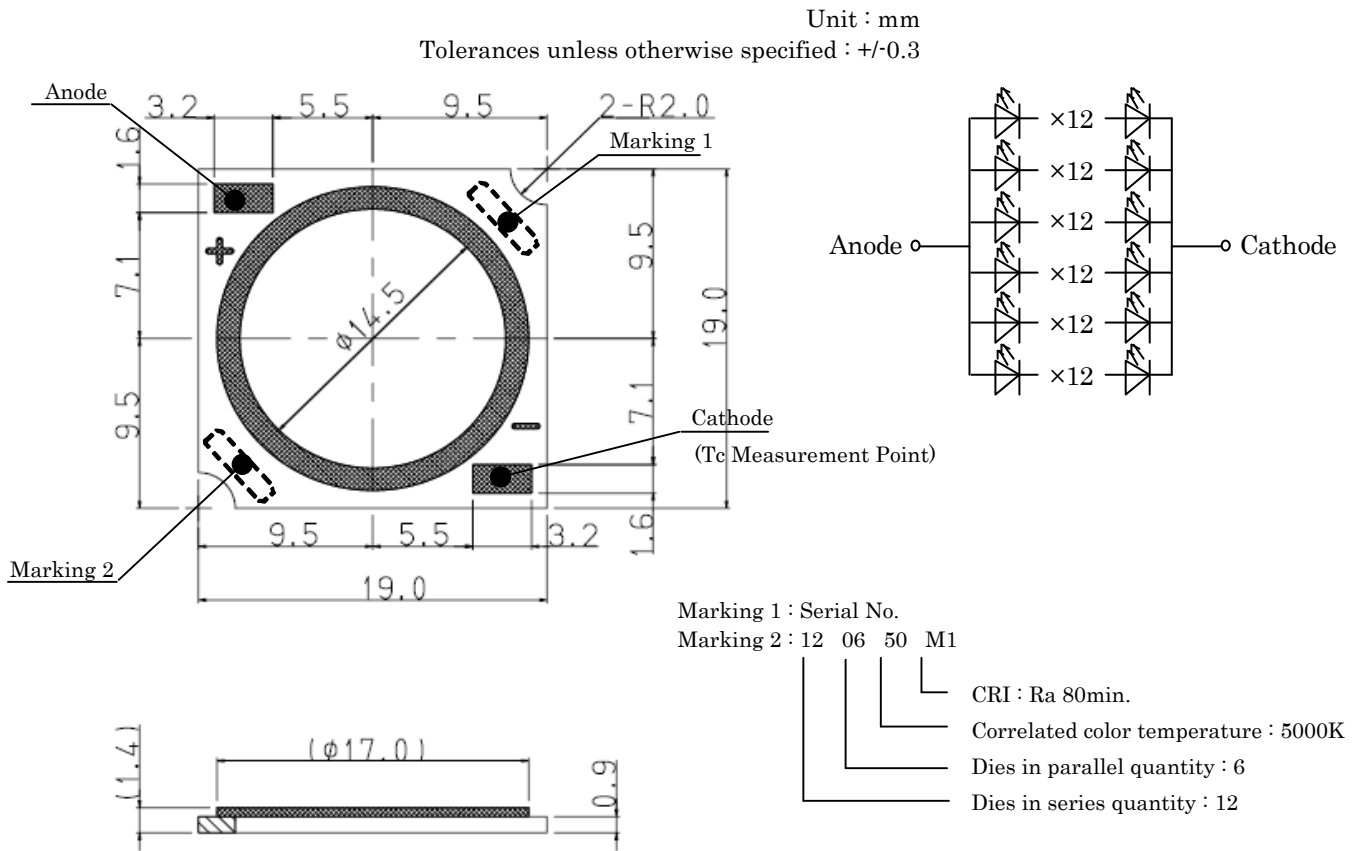 Unit : mm
Tolerances unless otherwise specified : +/-0.3
Anode
3.2
5.5
9.5
2-R2.0
Marking 1
1.6
7.1
9.5
φ14.5
9.5
19.0
7.1
1.6
Cathode
(Tc Measurement Point)
9.5
5.5
3.2
Marking 2
19.0
×12
×12
×12
Anode
Cathode
×12
×12
×12
Marking 1 : Serial No.
Marking 2 : 12 06 50 M1
CRI : Ra 80min.
Correlated color temperature : 5000K
Dies in parallel quantity : 6
Dies in series quantity : 12
(φ17.0)
(1.4)
0.9